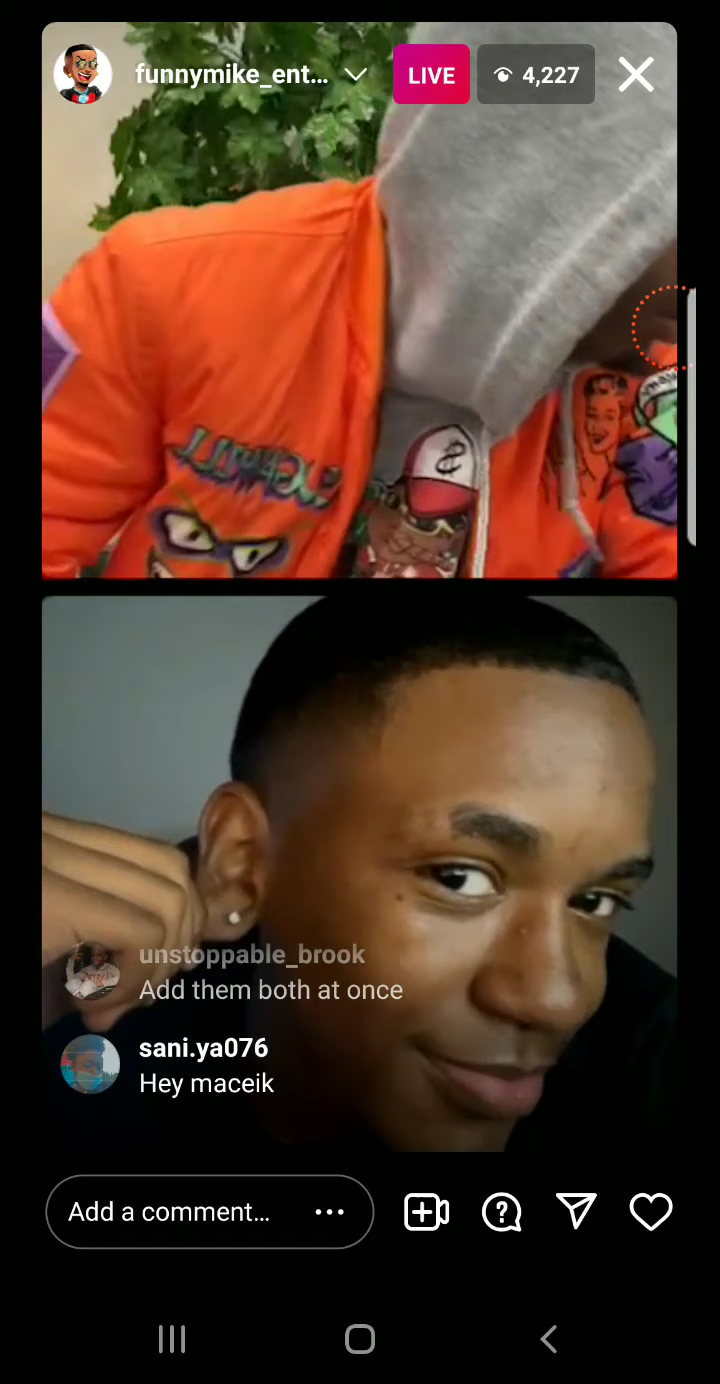 funnymike_ent...
LIVE
4,227
unstoppable_brook
Add them both at once
sani.ya076
Hey maceik
Add a comment...